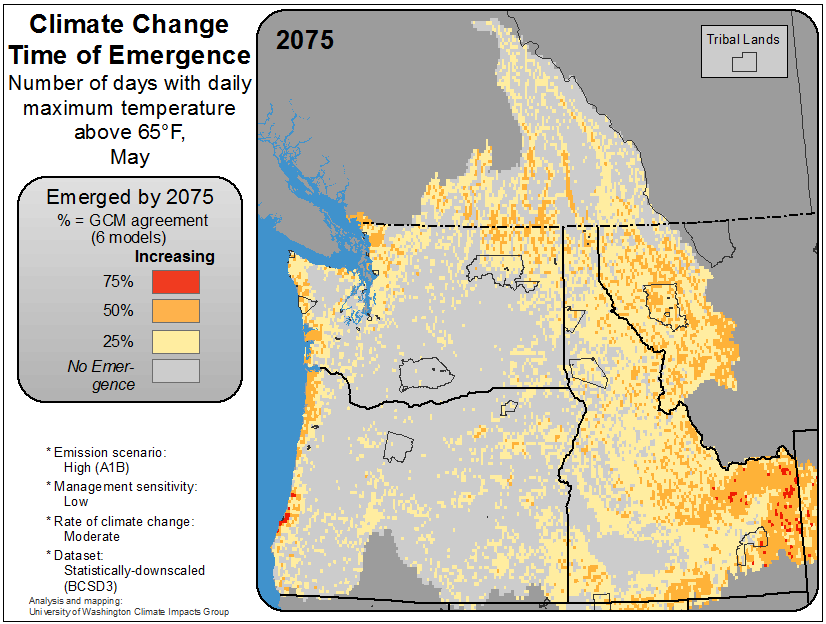 Climate Change
Time of Emergence
Number of days with daily
maximum temperature
above 65°F,
May
Emerged by 2075
% = GCM agreement
(6 models)
Increasing
75%
50%
25%
No Emer-
gence
* Emission scenario:
High (A1B)
* Management sensitivity:
Low
* Rate of climate change:
Moderate
* Dataset:
Statistically-downscaled
(BCSD3)
Analysis and mapping:
University of Washington Climate Impacts Group
2075
Tribal Lands